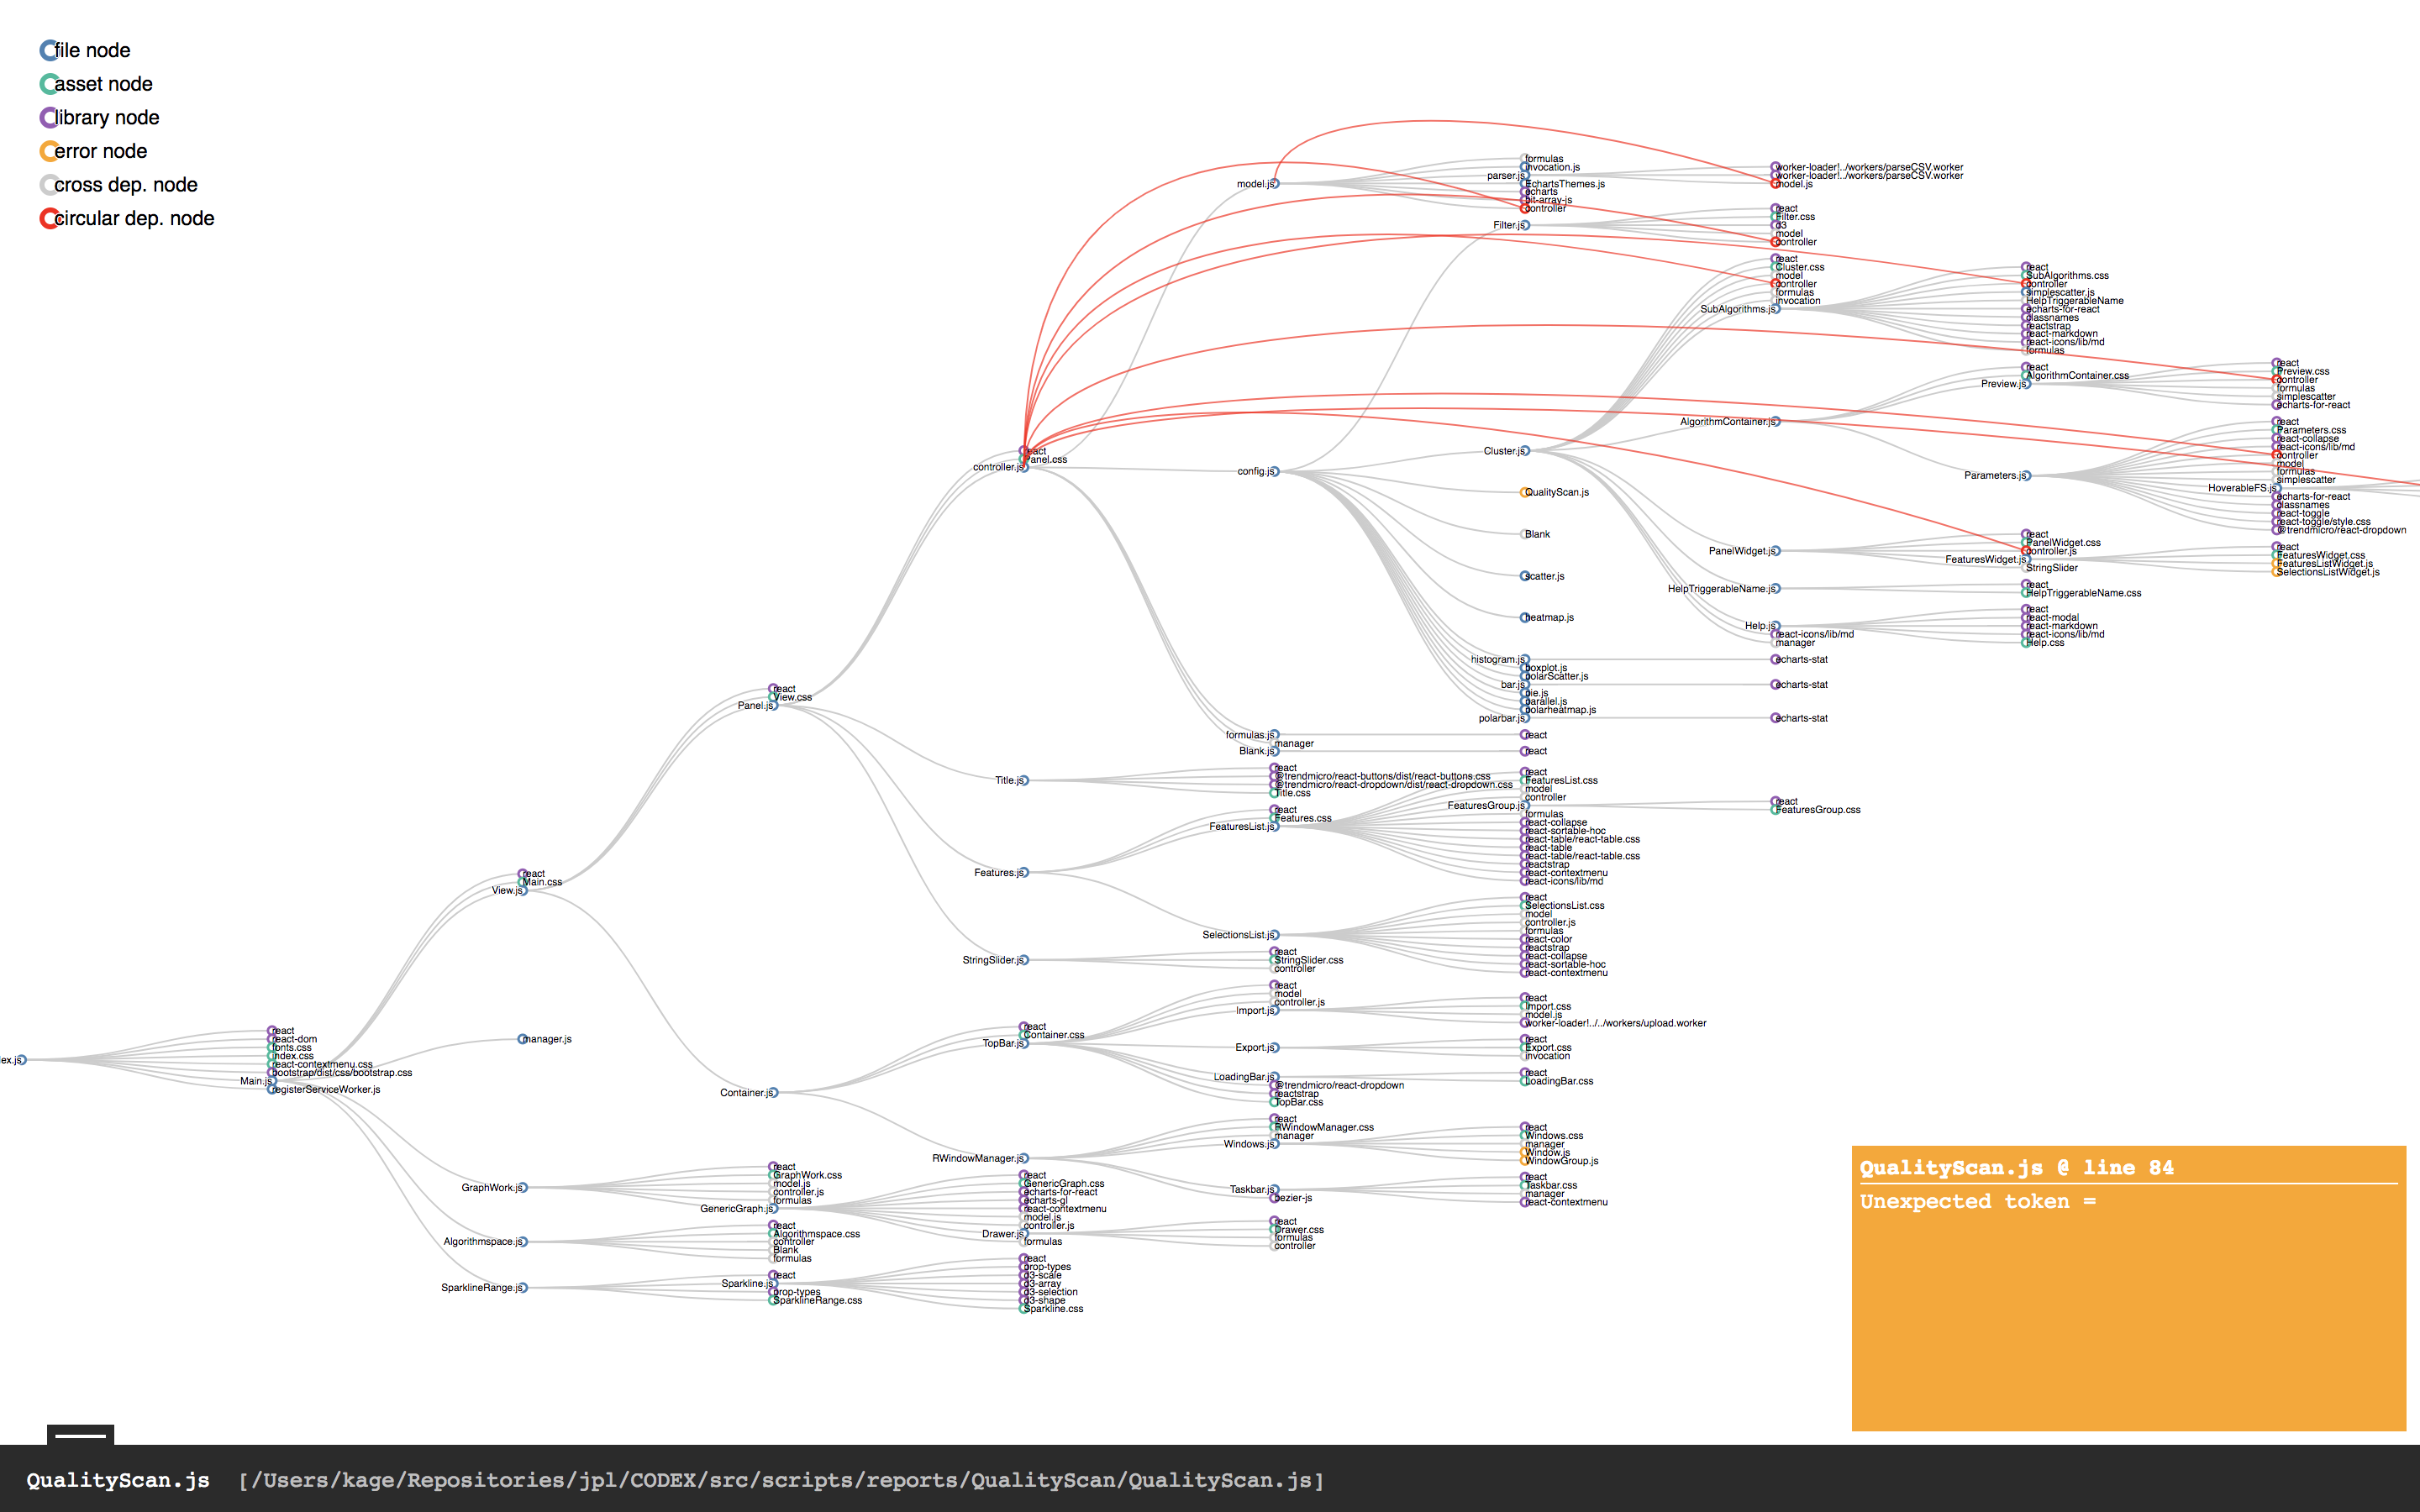 file node
asset node
library node
error node
cross dep. node
circular dep. node
ex.js
react
react-dom
fonts.css
index.css
react-contextmenu.css
bootstrap/dist/css/bootstrap.css
Main.js
registerServiceWorker.js
react
Main.css
View.js
manager.js
GraphWork.js
Algorithmspace.js
SparklineRange.js
react
View.css
Panel.js
Container.js
react
GraphWork.css
model.js
controller.js
formulas
GenericGraph.js
react
Algorithmspace.css
controller
Blank
formulas
react
Sparkline.js
prop-types
SparklineRange.css
react
Panel.css
controller.js
Title.js
Features.js
StringSlider.js
react
Container.css
TopBar.js
RWindowManager.js
react
GenericGraph.css
echarts-for-react
echarts-gl
react-contextmenu
model.js
controller.js
Drawer.js
formulas
react
prop-types
d3-scale
d3-array
d3-selection
d3-shape
Sparkline.css
model.js
config.js
formulas.js
manager
Blank.js
react
@trendmicro/react-buttons/dist/react-buttons.css
@trendmicro/react-dropdown/dist/react-dropdown.css
Title.css
react
Features.css
FeaturesList.js
SelectionsList.js
react
StringSlider.css
controller
react
model
controller.js
Import.js
Export.js
LoadingBar.js
@trendmicro/react-dropdown
reactstrap
TopBar.css
react
RWindowManager.css
manager
Windows.js
Taskbar.js
bezier-js
react
Drawer.css
formulas
controller
formulas
invocation.js
parser.js
EchartsThemes.js
echarts
bit-array-js
controller
Filter.js
Cluster.js
QualityScan.js
Blank
scatter.js
heatmap.js
histogram.js
boxplot.js
polarScatter.js
bar.js
pie.js
parallel.js
polarheatmap.js
polarbar.js
react
react
react
FeaturesList.css
model
controller
FeaturesGroup.js
formulas
react-collapse
react-sortable-hoc
react-table/react-table.css
react-table
react-table/react-table.css
reactstrap
react-contextmenu
react-icons/lib/md
react
SelectionsList.css
model
controller.js
formulas
react-color
reactstrap
react-collapse
react-sortable-hoc
react-contextmenu
react
Import.css
model.js
worker-loader!../../workers/upload.worker
react
Export.css
invocation
react
LoadingBar.css
react
Windows.css
manager
Window.js
WindowGroup.js
react
Taskbar.css
manager
react-contextmenu
worker-loader!../workers/parseCSV.worker
worker-loader!../workers/parseCSV.worker
model.js
react
Filter.css
d3
model
controller
react
Cluster.css
model
controller
formulas
invocation
SubAlgorithms.js
AlgorithmContainer.js
PanelWidget.js
HelpTriggerableName.js
Help.js
react-icons/lib/md
manager
echarts-stat
echarts-stat
echarts-stat
react
FeaturesGroup.css
react
SubAlgorithms.css
controller
simplescatter.js
HelpTriggerableName
echarts-for-react
classnames
reactstrap
react-markdown
react-icons/lib/md
formulas
react
AlgorithmContainer.css
Preview.js
Parameters.js
react
PanelWidget.css
controller.js
FeaturesWidget.js
StringSlider
react
HelpTriggerableName.css
react
react-modal
react-markdown
react-icons/lib/md
Help.css
react
Preview.css
controller
formulas
simplescatter
echarts-for-react
react
Parameters.css
react-collapse
react-icons/lib/md
controller
model
formulas
simplescatter
HoverableFS.js
echarts-for-react
classnames
react-toggle
react-toggle/style.css
@trendmicro/react-dropdown
react
FeaturesWidget.css
FeaturesListWidget.js
SelectionsListWidget.js
QualityScan.js @ line 84
Unexpected token =
QualityScan.js [/Users/kage/Repositories/jpl/CODEX/src/scripts/reports/QualityScan/QualityScan.js]